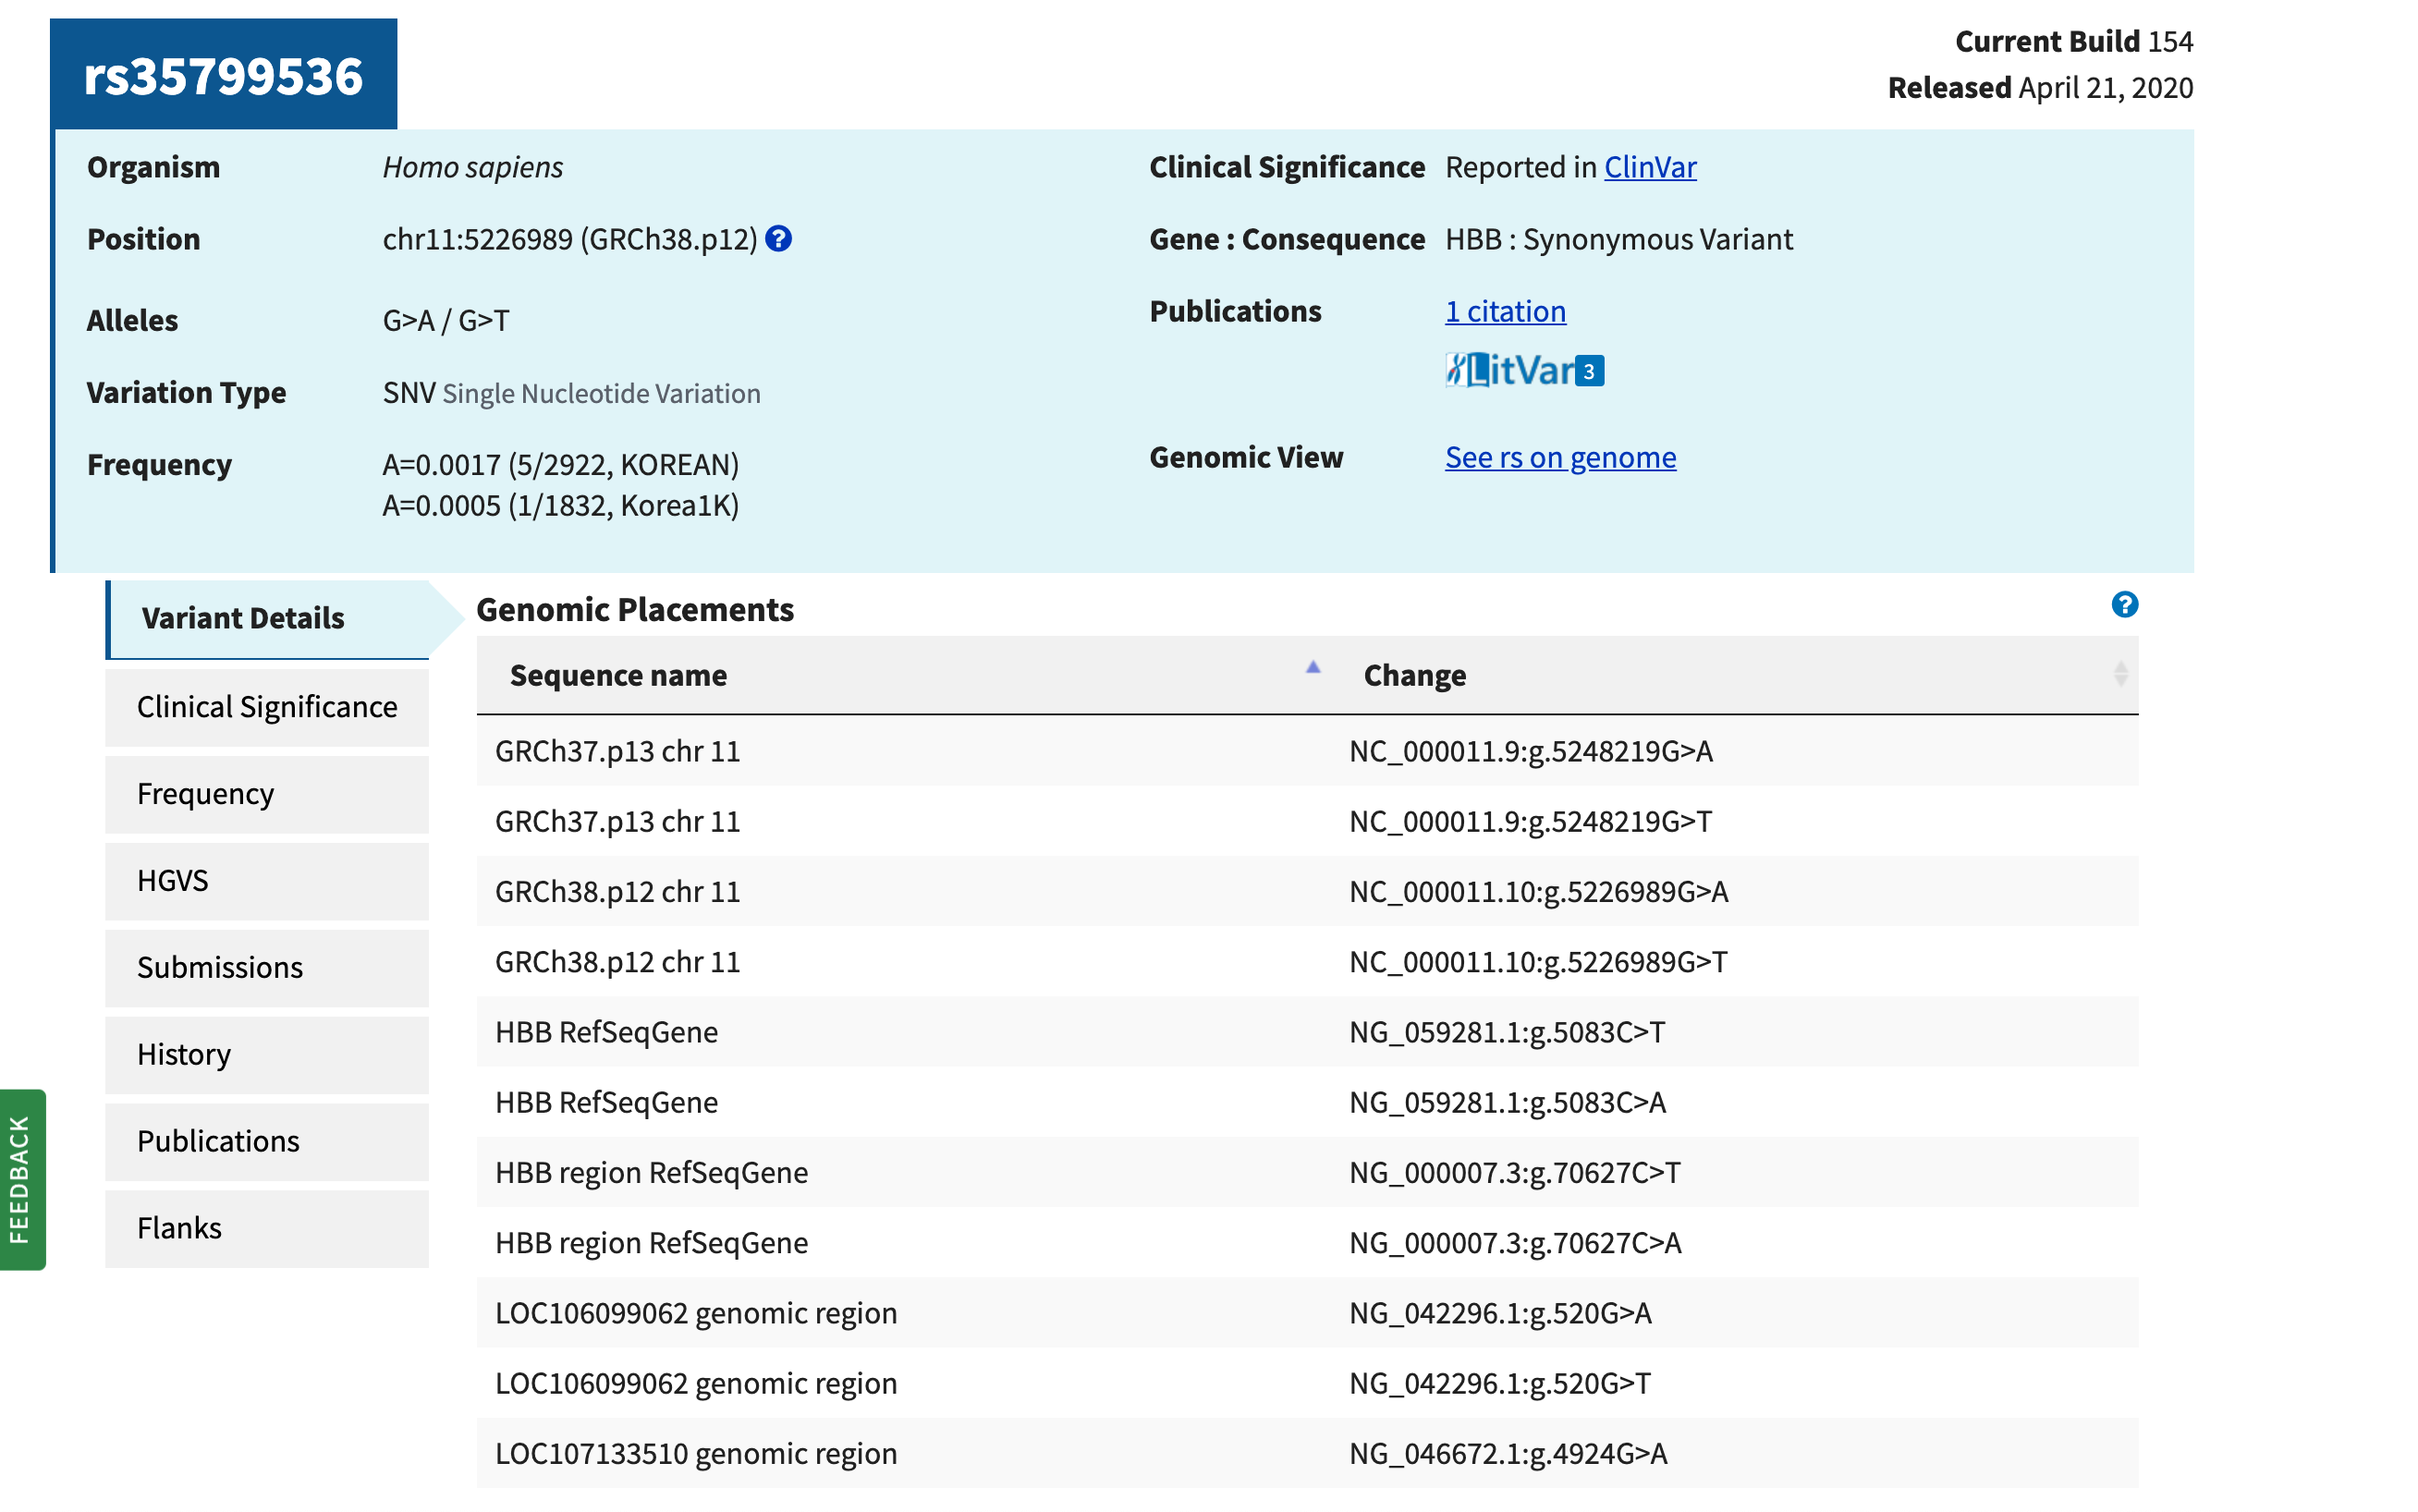 rs35799536
Current Build 154
Released April 21, 2020
Organism Homo sapiens
Position chr11:5226989 (GRCh38.p12) ?
Alleles G>A / G>T
Variation Type SNV Single Nucleotide Variation
Frequency A=0.0017 (5/2922, KOREAN)
A=0.0005 (1/1832, Korea1K)
Clinical Significance Reported in ClinVar
Gene : Consequence HBB : Synonymous Variant
Publications 1 citation
LitVar 3
Genomic View See rs on genome
Variant Details
Clinical Significance
Frequency
HGVS
Submissions
History
Publications
Flanks
FEEDBACK
Genomic Placements ?
Sequence name Change
GRCh37.p13 chr 11 NC_000011.9:g.5248219G>A
GRCh37.p13 chr 11 NC_000011.9:g.5248219G>T
GRCh38.p12 chr 11 NC_000011.10:g.5226989G>A
GRCh38.p12 chr 11 NC_000011.10:g.5226989G>T
HBB RefSeqGene NG_059281.1:g.5083C>T
HBB RefSeqGene NG_059281.1:g.5083C>A
HBB region RefSeqGene NG_000007.3:g.70627C>T
HBB region RefSeqGene NG_000007.3:g.70627C>A
LOC106099062 genomic region NG_042296.1:g.520G>A
LOC106099062 genomic region NG_042296.1:g.520G>T
LOC107133510 genomic region NG_046672.1:g.4924G>A